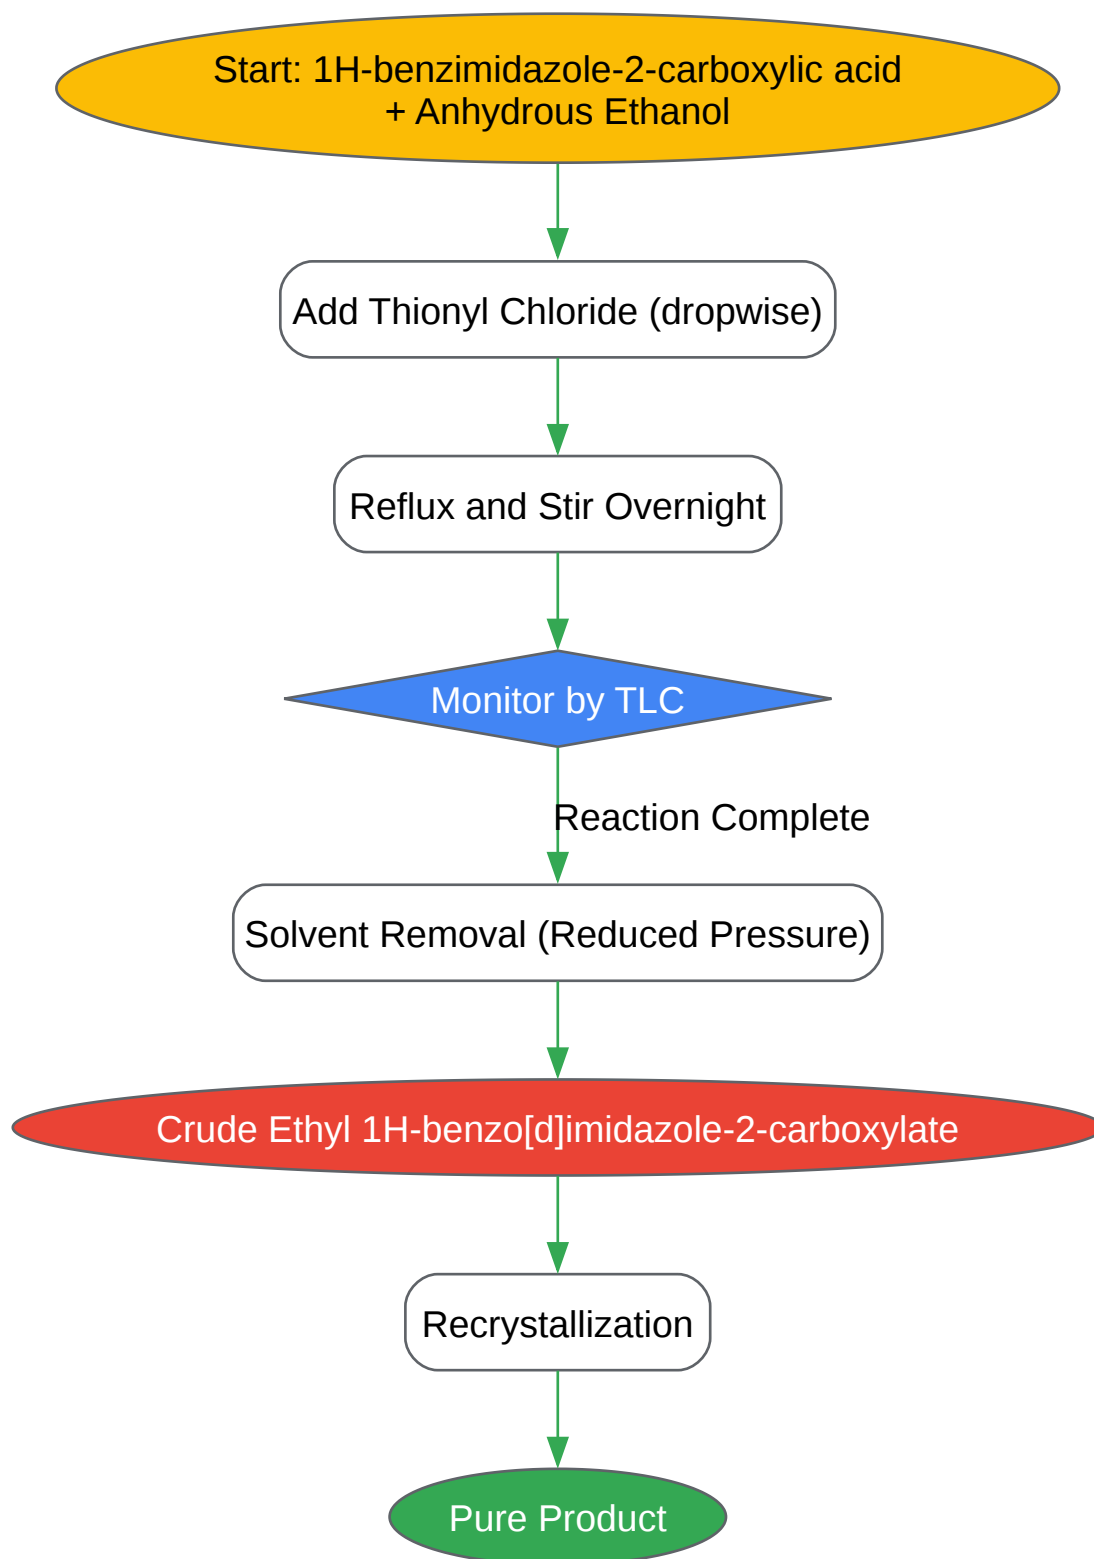 Start: 1H-benzimidazole-2-carboxylic acid
+ Anhydrous Ethanol
Add Thionyl Chloride (dropwise)
Reflux and Stir Overnight
Monitor by TLC
Reaction Complete
Solvent Removal (Reduced Pressure)
Crude Ethyl 1H-benzo[d]imidazole-2-carboxylate
Recrystallization
Pure Product